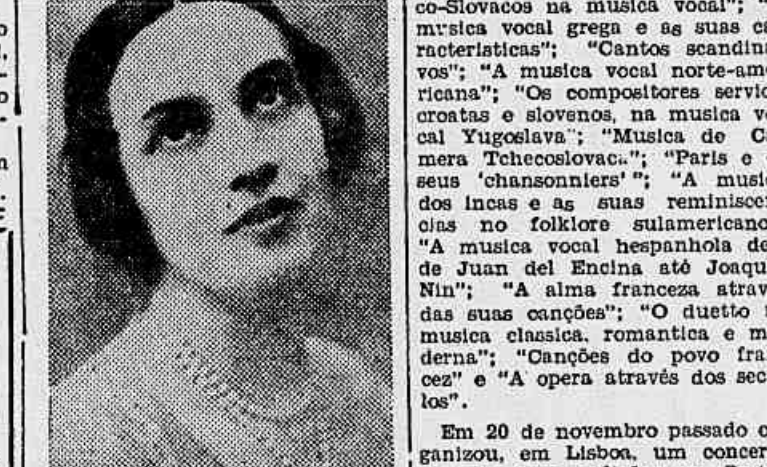 co-Slovacos na musica vocal"; "
musica vocal grega e as suas ca
racteristicas"; "Cantos scandina
vos"; "A musica vocal norte-ame
ricana"; "Os compositores servio
croatas e slovenos, na musica vo
cal Yugoslava"; "Musica de Ca
mera Tchecoslovaca"; "Paris e
seus 'chansonniers' "; "A musi
dos incas e as suas reminiscen
cias no folklore sulamericano
"A musica vocal hespanhola de
de Juan del Encina até Joaqu
Nin"; "A alma franceza atrav
das suas canções"; "O duetto
musica classica, romantica e m
derna"; "Canções do povo fra
cez" e "A opera através dos sec
los".
Em 20 de novembro passado o
ganizou, em Lisboa, um concer